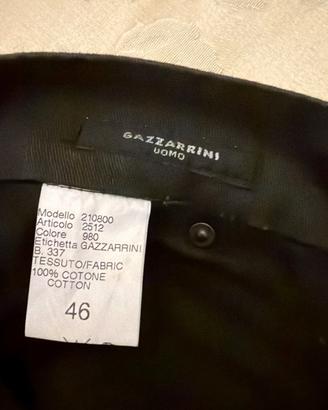 GAZZARRINI
UOMO
Modello 210800
Articolo 2512
Colore 980
Etichetta GAZZARRINI
B. 337
TESSUTO/FABRIC
100% COTONE
COTTON
46